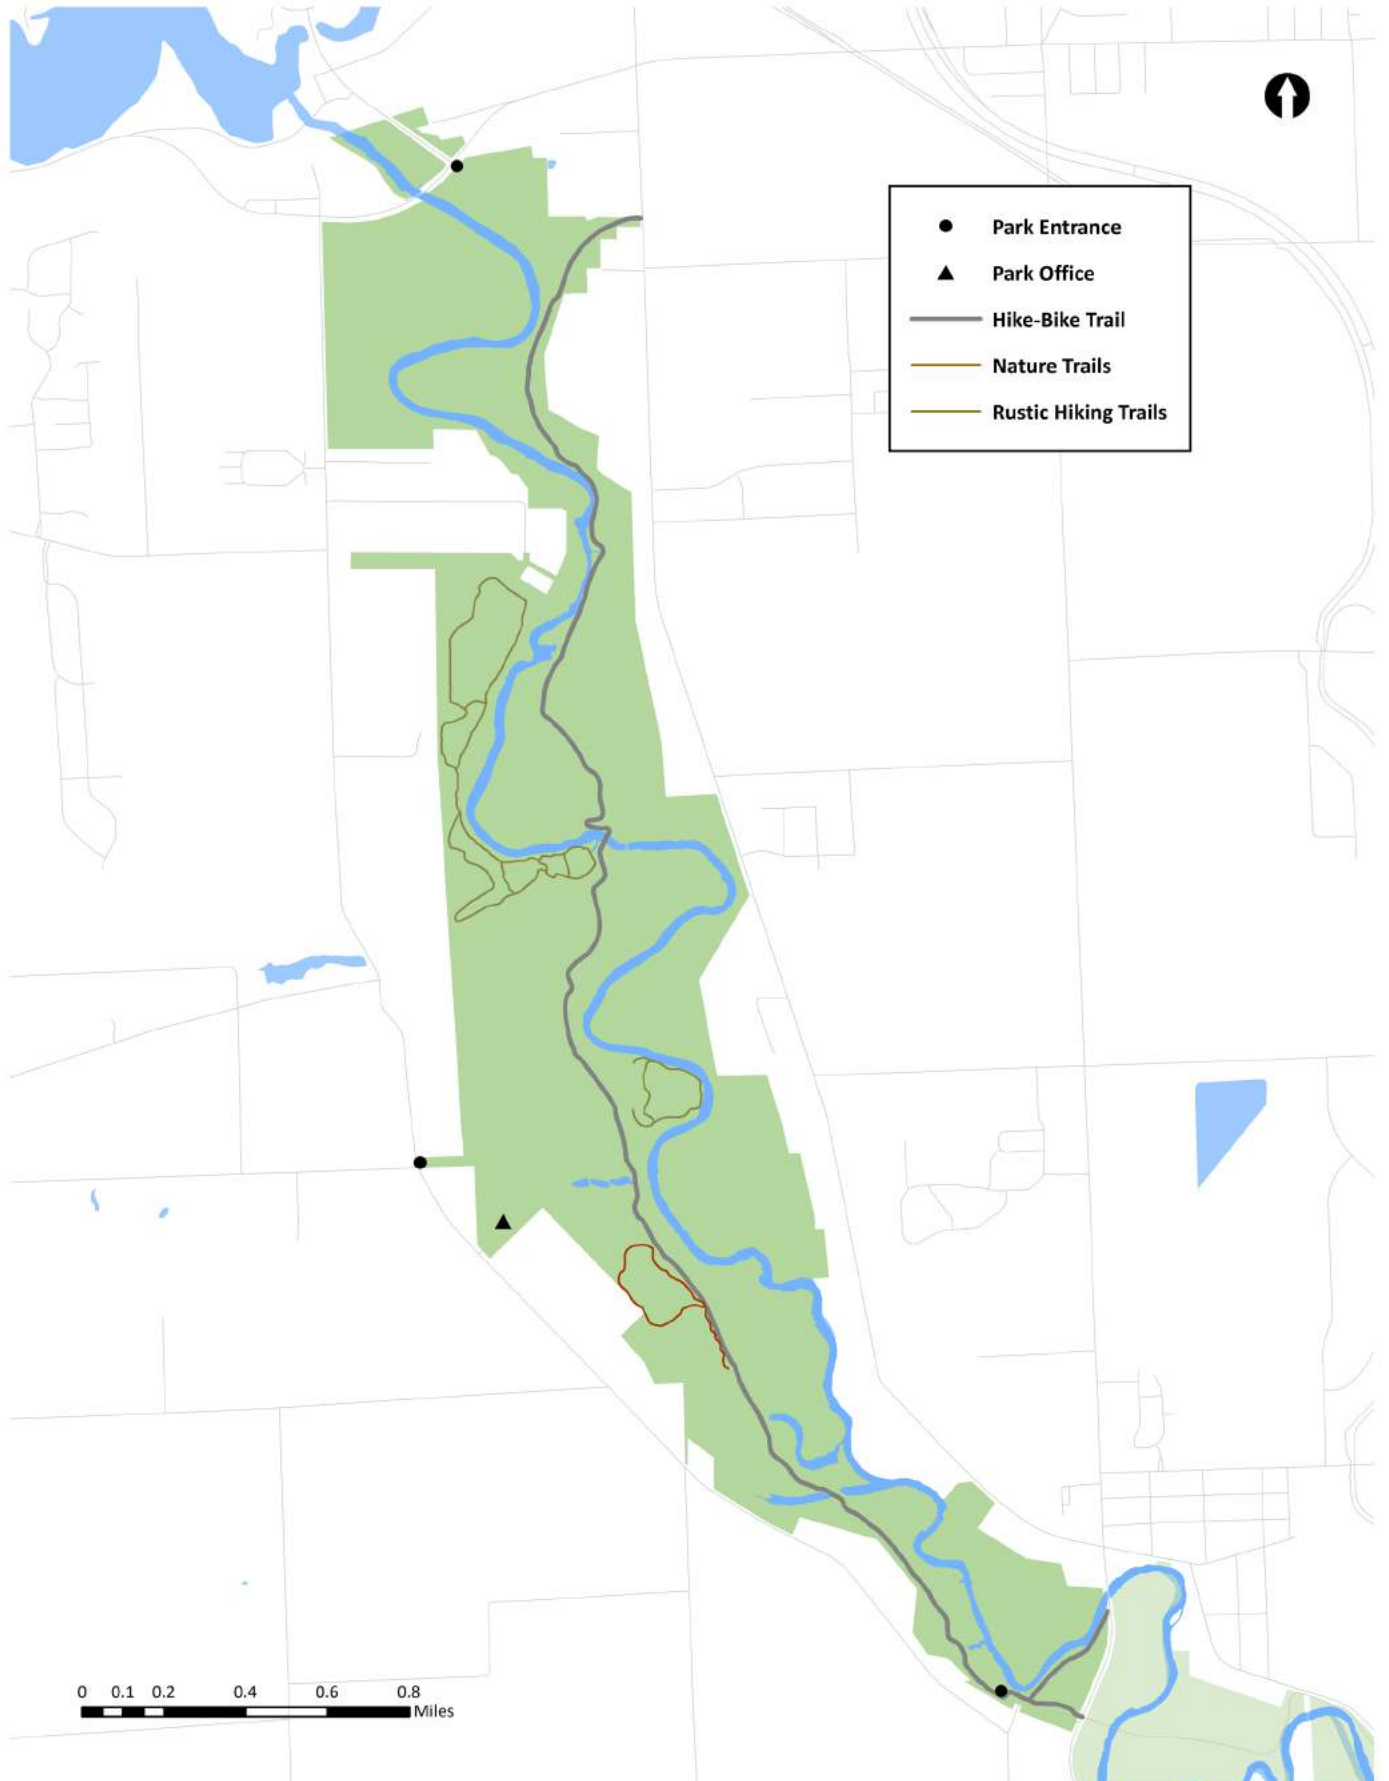 Park Entrance
Park Office
Hike-Bike Trail
Nature Trails
Rustic Hiking Trails
0 0.1 0.2 0.4 0.6 0.8
Miles